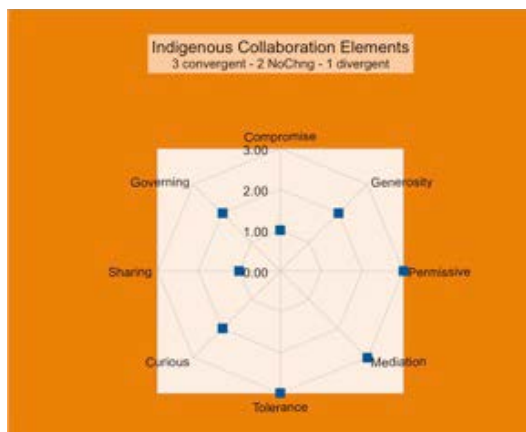 Indigenous Collaboration Elements
3 convergent - 2 NoChng - 1 divergent
Compromise
3.00
Governing
Generosity
2.00
1.00
Sharing
0.00
Permissive
Curious
Mediation
Tolerance